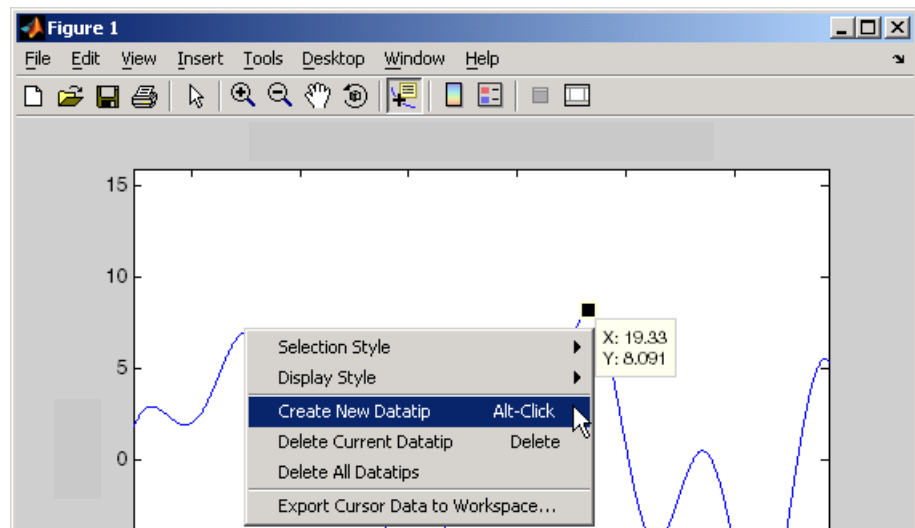 Figure 1
File Edit View Insert Tools Desktop Window Help
15
10
5
0
X: 19.33
Y: 8.091
Selection Style
Display Style
Create New Datatip Alt-Click
Delete Current Datatip Delete
Delete All Datatips
Export Cursor Data to Workspace...